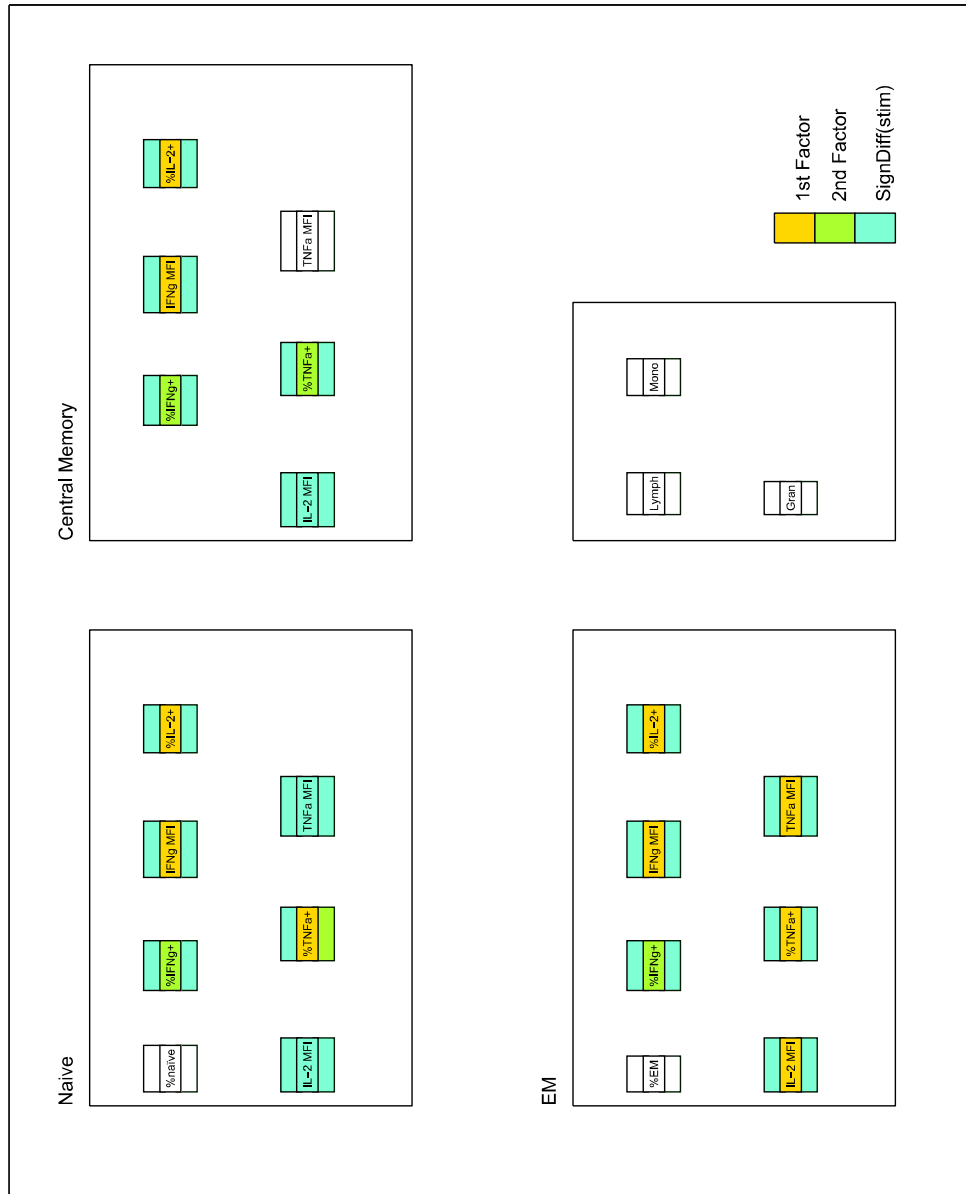 Naïve
%naïve
%IFNg+
IFNg MFI
%IL-2+
IL-2 MFI
%TNFa+
TNFa MFI
Central Memory
%IFNg+
IFNg MFI
%IL-2+
IL-2 MFI
%TNFa+
TNFa MFI
EM
%EM
%IFNg+
IFNg MFI
%IL-2+
IL-2 MFI
%TNFa+
TNFa MFI
Lymph
Mono
Gran
1st Factor
2nd Factor
SignDiff(stim)